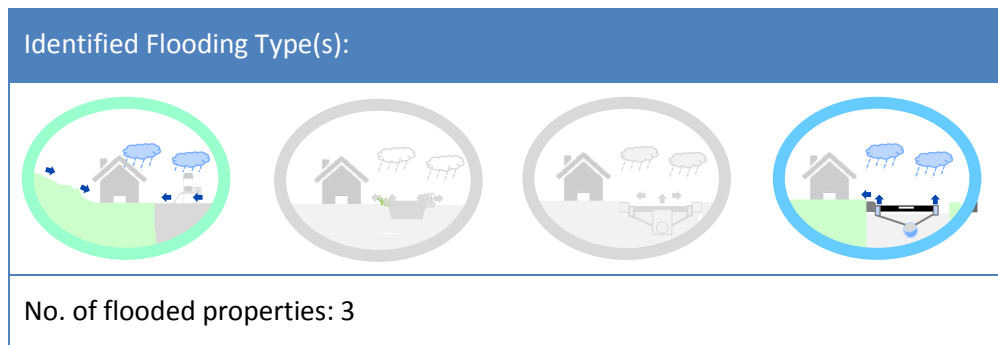 Identified Flooding Type(s):
No. of flooded properties: 3